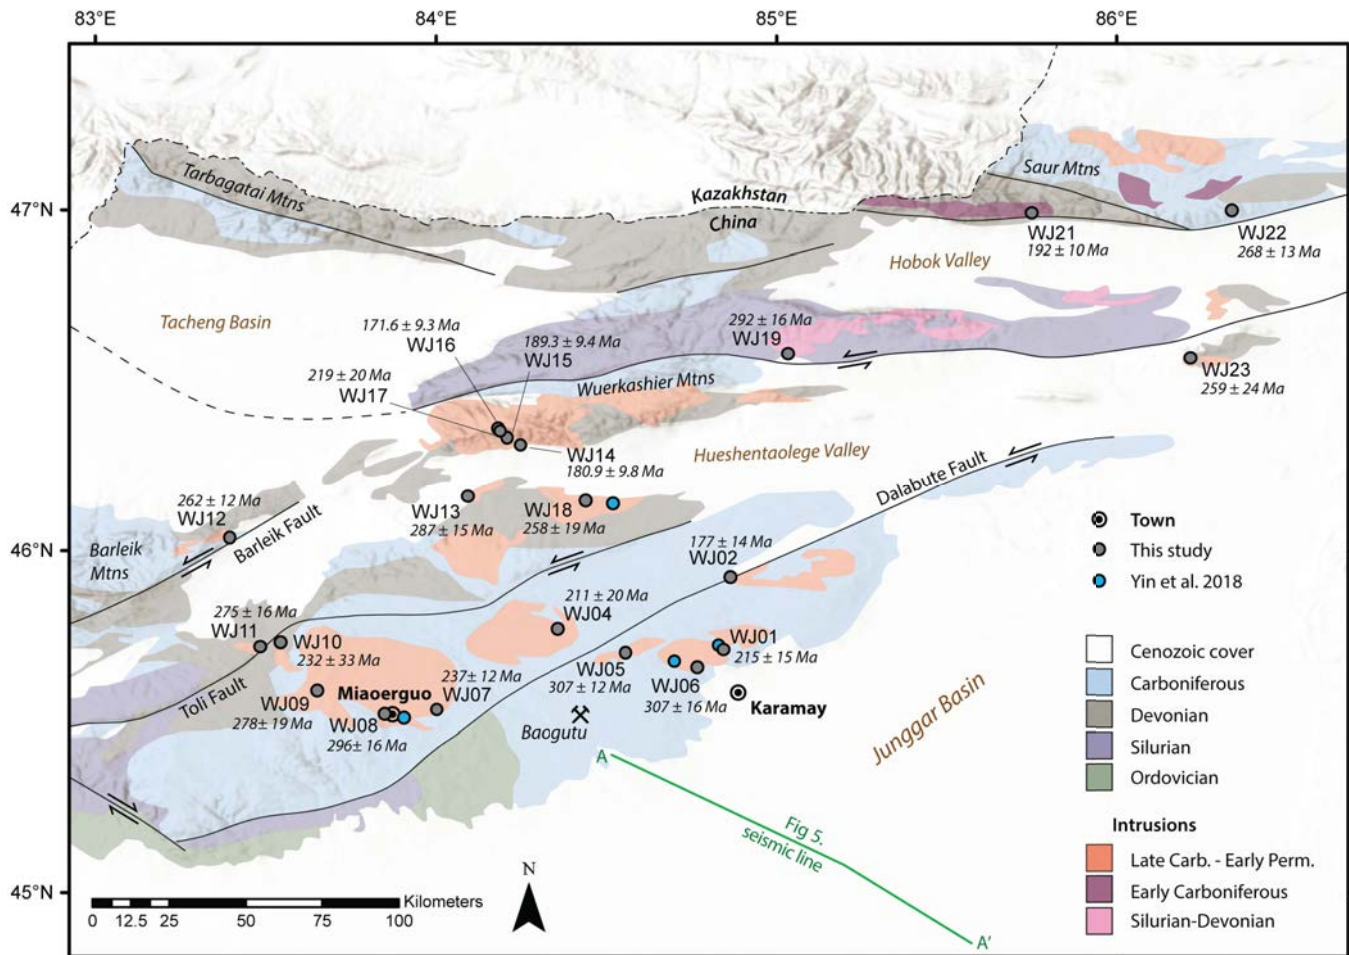 83°E
84°E
85°E
86°E
47°N
46°N
45°N
Tarbagatai Mtns
Kazakhstan
China
Saur Mtns
WJ21
192 ± 10 Ma
WJ22
268 ± 13 Ma
Hobok Valley
Tacheng Basin
171.6 ± 9.3 Ma
WJ16
189.3 ± 9.4 Ma
WJ15
219 ± 20 Ma
WJ17
292 ± 16 Ma
WJ19
Wuerkashier Mtns
WJ23
259 ± 24 Ma
WJ14
180.9 ± 9.8 Ma
Hueshentaolege Valley
Dalabute Fault
262 ± 12 Ma
WJ12
Barleik Fault
Barleik
Mtns
WJ13
287 ± 15 Ma
WJ18
258 ± 19 Ma
177 ± 14 Ma
WJ02
211 ± 20 Ma
WJ04
275 ± 16 Ma
WJ11
WJ10
232 ± 33 Ma
WJ01
215 ± 15 Ma
WJ05
307 ± 12 Ma
WJ06
307 ± 16 Ma
Karamay
Toli Fault
237± 12 Ma
WJ07
Miaoerguo
WJ09
278± 19 Ma
WJ08
296± 16 Ma
Baogutu
Junggar Basin
A
Fig 5.
seismic line
A'
Town
This study
Yin et al. 2018
Cenozoic cover
Carboniferous
Devonian
Silurian
Ordovician
Intrusions
Late Carb. - Early Perm.
Early Carboniferous
Silurian-Devonian
N
Kilometers
0 12.5 25 50 75 100